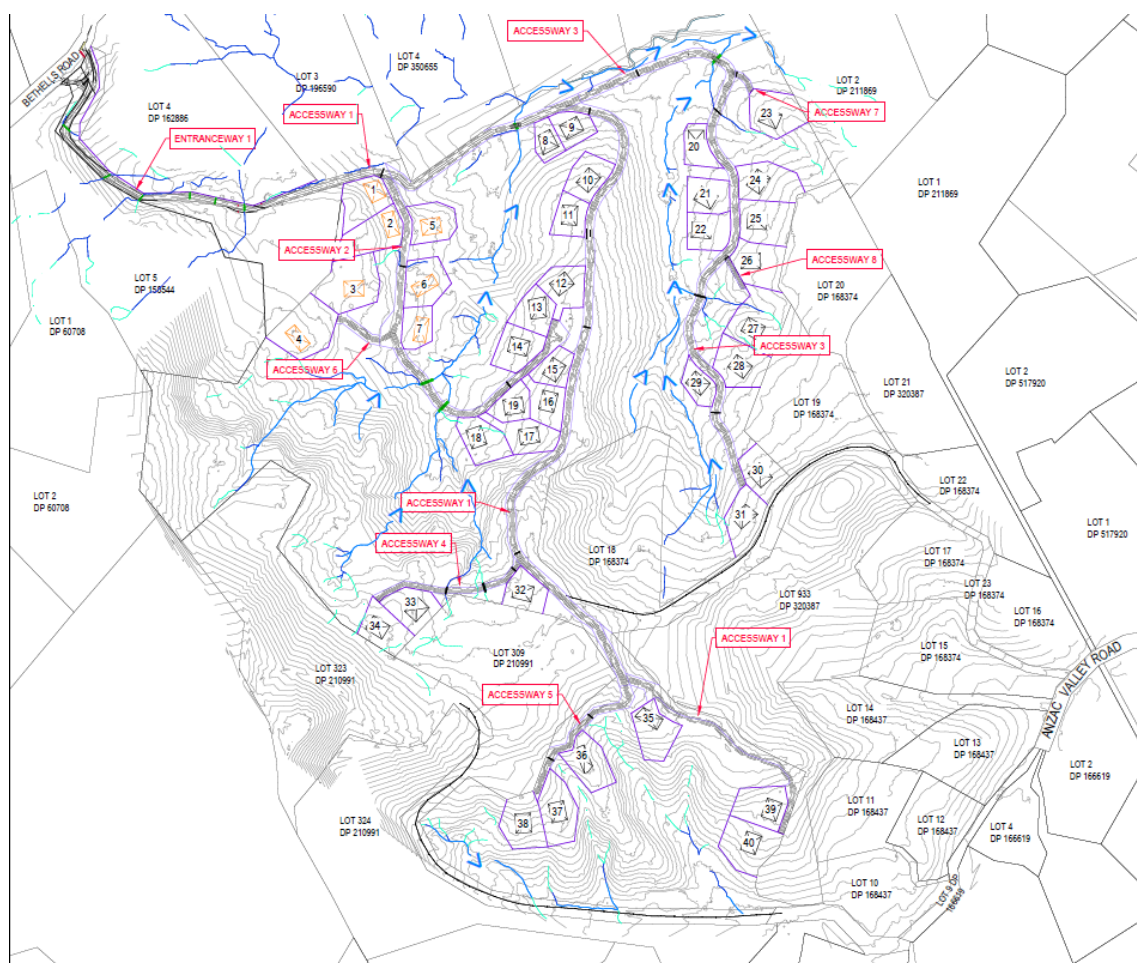 ACCESSWAY 3
BETHELLS ROAD
LOT 4
DP 162886
LOT 3
DP 196590
LOT 4
DP 350655
LOT 2
DP 211869
ACCESSWAY 1
ACCESSWAY 7
ENTRANCEWAY 1
23
8
9
20
10
24
LOT 1
DP 211869
1
2
5
21
11
25
22
ACCESSWAY 2
26
ACCESSWAY 8
LOT 5
DP 158544
LOT 20
DP 168374
3
6
12
13
LOT 1
DP 60708
27
4
7
14
ACCESSWAY 3
28
ACCESSWAY 6
15
29
LOT 2
DP 517920
LOT 21
DP 320387
19
16
LOT 19
DP 168374
18
17
30
LOT 2
DP 60708
ACCESSWAY 1
31
LOT 22
DP 168374
LOT 1
DP 517920
ACCESSWAY 4
LOT 18
DP 168374
LOT 17
DP 168374
32
LOT 933
DP 320387
LOT 23
DP 168374
33
34
LOT 16
DP 168374
ACCESSWAY 1
LOT 309
DP 210991
LOT 15
DP 168374
LOT 323
DP 210991
ANZAC VALLEY ROAD
ACCESSWAY 5
35
LOT 14
DP 168437
36
LOT 13
DP 168437
LOT 2
DP 166619
LOT 324
DP 210991
38
37
39
LOT 11
DP 168437
LOT 12
DP 168437
LOT 4
DP 166619
40
LOT 10
DP 168437
LOT 9 DP
166619